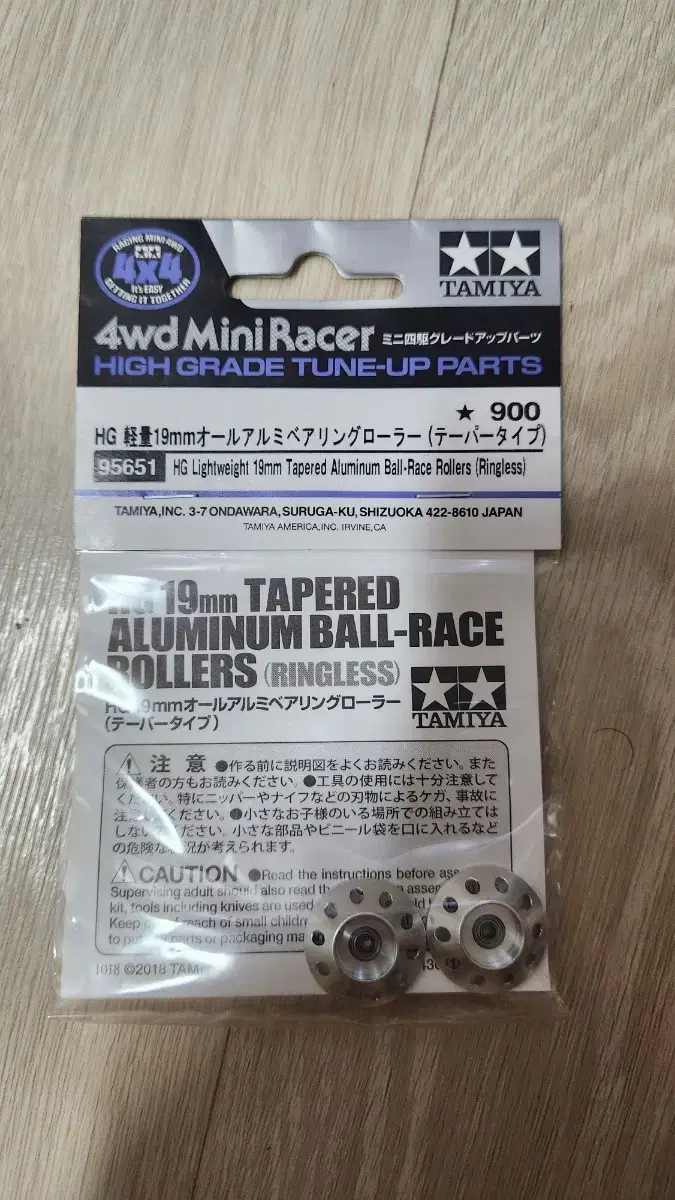 RACING MINI 4WD
4x4
It's EASY
GETTING IT TOGETHER
TAMIYA
4wd Mini Racer ミニ四駆グレードアップパーツ
HIGH GRADE TUNE-UP PARTS
★ 900
HG 軽量19mmオールアルミベアリングローラー (テーパータイプ)
95651 HG Lightweight 19mm Tapered Aluminum Ball-Race Rollers (Ringless)
TAMIYA,INC. 3-7 ONDAWARA, SURUGA-KU, SHIZUOKA 422-8610 JAPAN
TAMIYA AMERICA,INC. IRVINE,CA
HG 19mm TAPERED
ALUMINUM BALL-RACE
ROLLERS (RINGLESS)
HG 19mmオールアルミベアリングローラー
(テーパータイプ)
TAMIYA
注意 ●作る前に説明図をよくお読みください。また
保護者の方もお読みください。●工具の使用には十分注意して
ください。特にニッパーやナイフなどの刃物によるケガ、事故に
注意してください。●小さなお子様のいる場所での組み立ては
しないでください。小さな部品やビニール袋を口に入れるなど
の危険な状況が考えられます。
CAUTION ●Read the instructions before
Supervising adult should also read
kit, tools including knives are used
Keep out of reach of small
to put parts or packaging
1018 ©2018